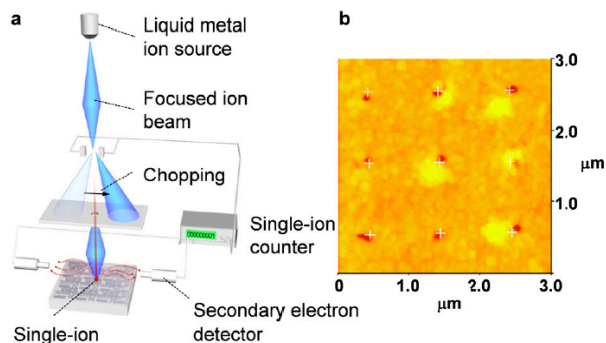 a
Liquid metal
ion source
Focused ion
beam
Chopping
Single-ion
counter
Secondary electron
detector
Single-ion
b
3.0
2.0
μm
1.0
0
1.0
2.0
3.0
μm